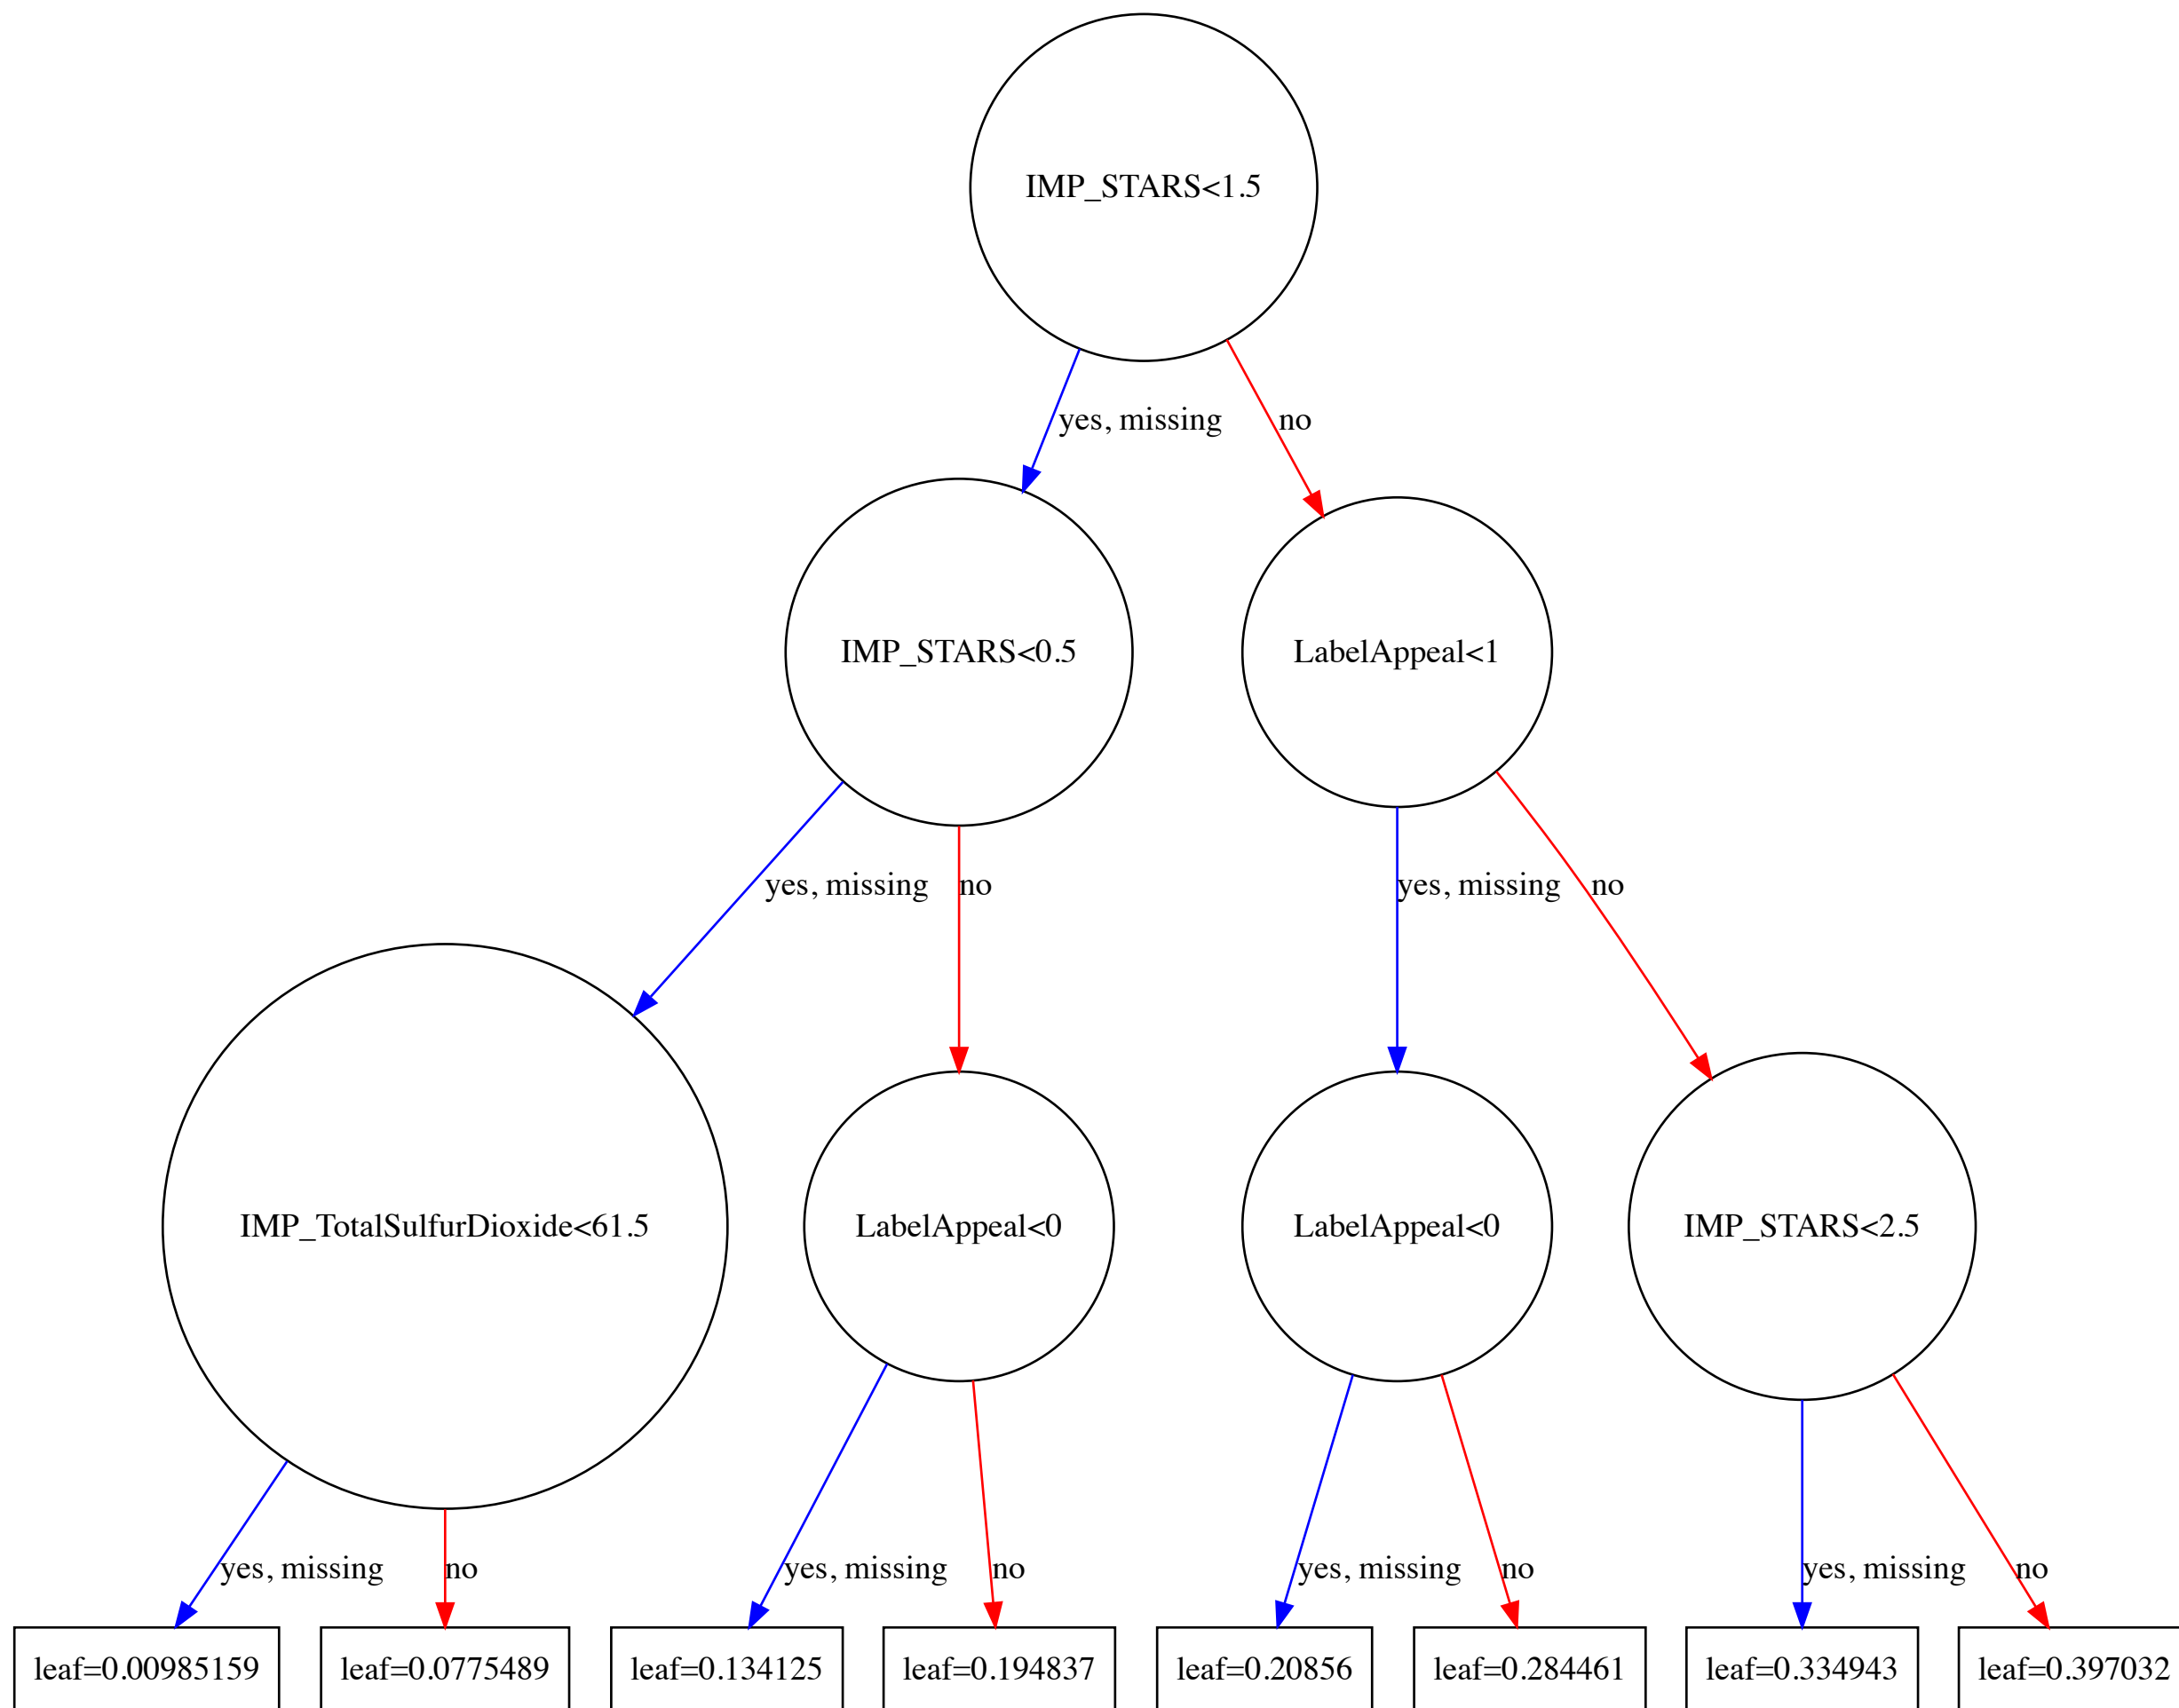 IMP_STARS<1.5
yes, missing
no
IMP_STARS<0.5
LabelAppeal<1
yes, missing
no
yes, missing
no
IMP_TotalSulfurDioxide<61.5
LabelAppeal<0
LabelAppeal<0
IMP_STARS<2.5
yes, missing
no
yes, missing
no
yes, missing
no
yes, missing
no
leaf=0.00985159
leaf=0.0775489
leaf=0.134125
leaf=0.194837
leaf=0.20856
leaf=0.284461
leaf=0.334943
leaf=0.397032